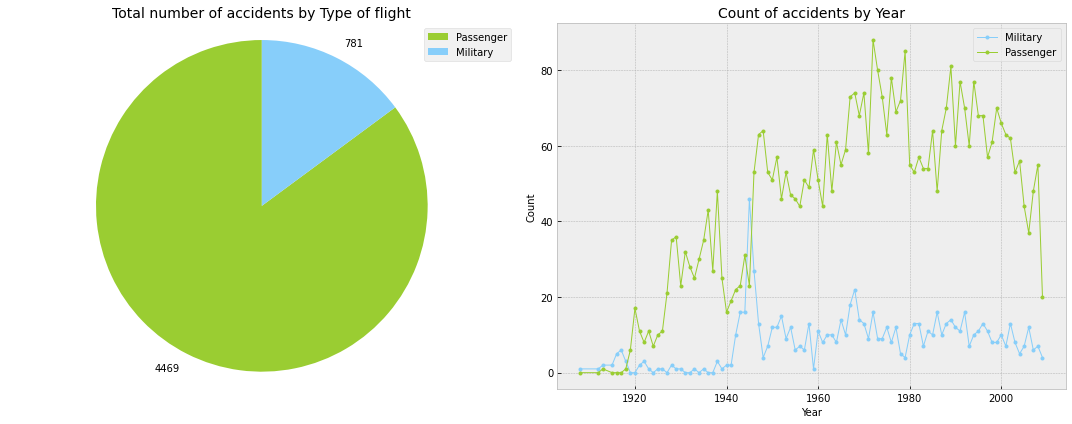 Total number of accidents by Type of flight
781
Passenger
Military
4469
Count of accidents by Year
Military
Passenger
80
60
40
20
0
Count
1920 1940 1960 1980 2000
Year